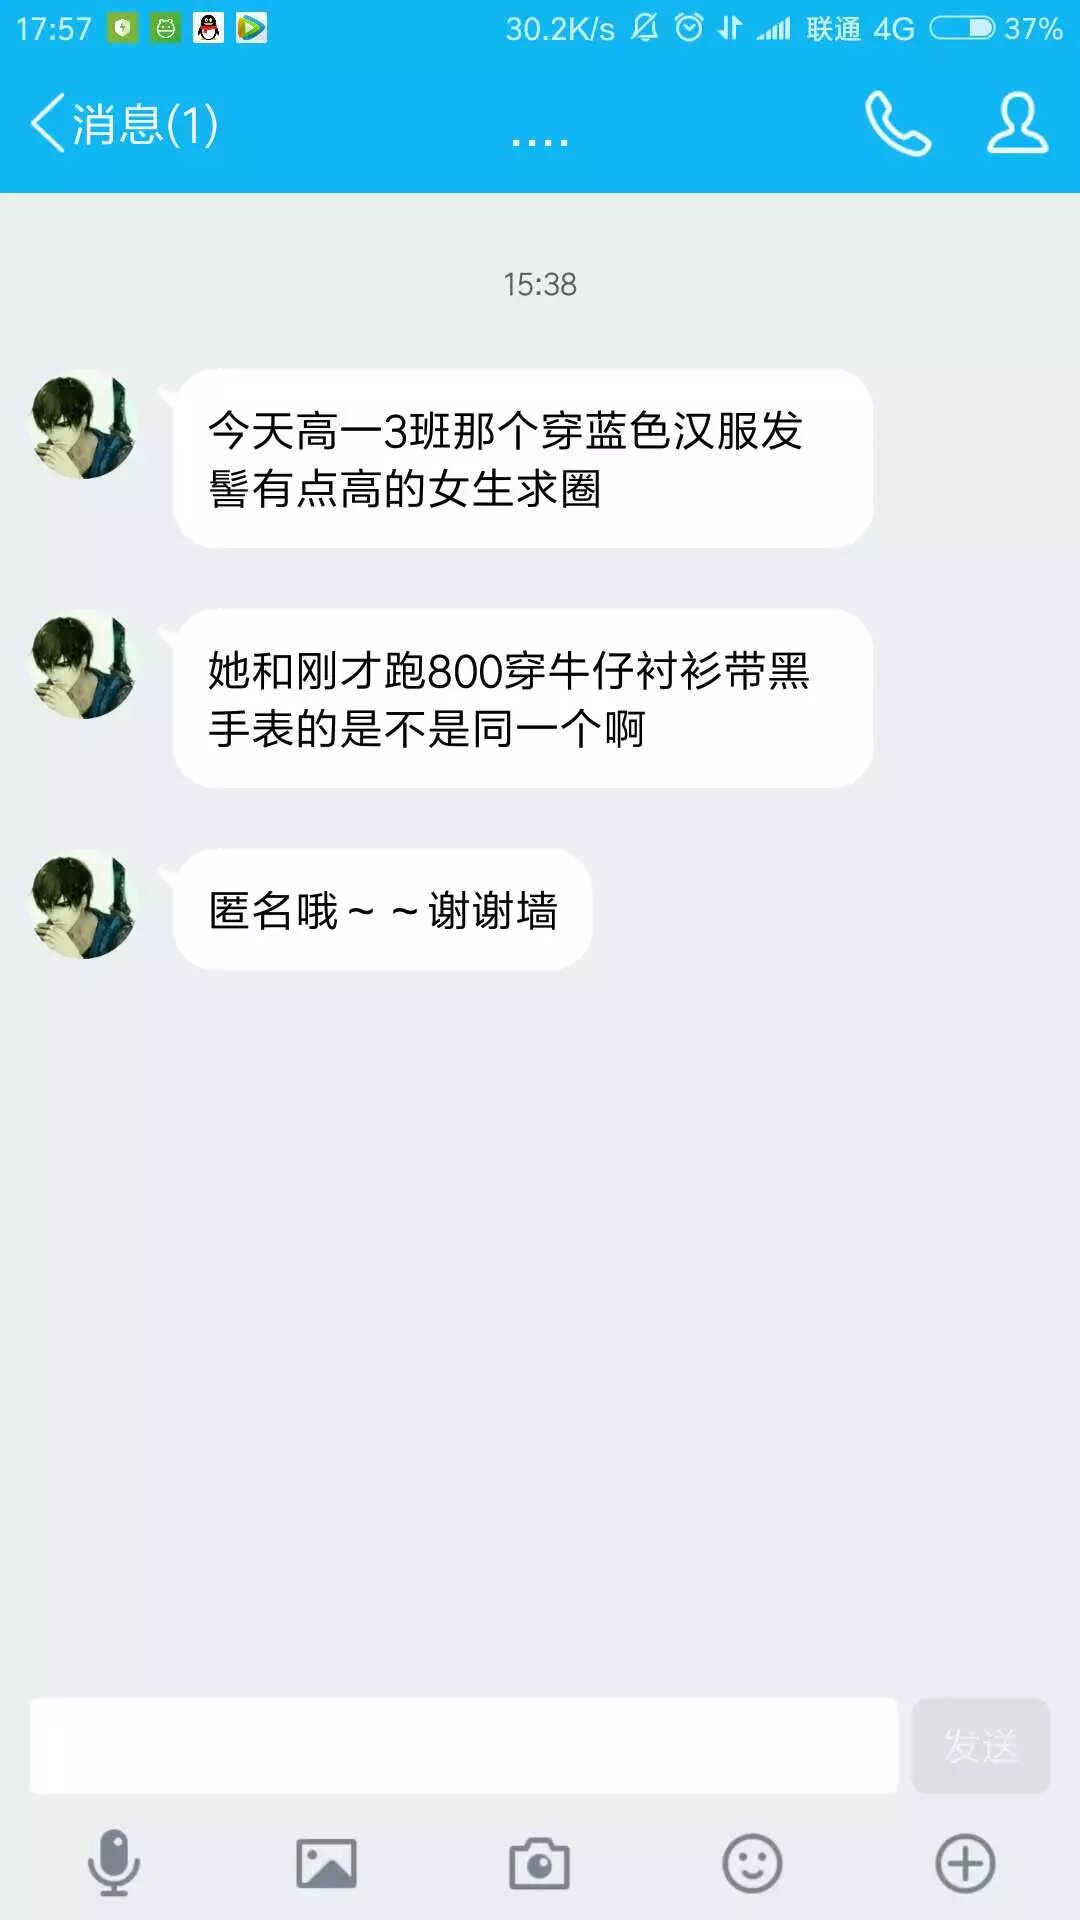 17:57 30.2K/s 联通 4G 37%
消息(1) ....
15:38
今天高一3班那个穿蓝色汉服发
髻有点高的女生求圈
她和刚才跑800穿牛仔衬衫带黑
手表的是不是同一个啊
匿名哦~ ~谢谢墙
发送